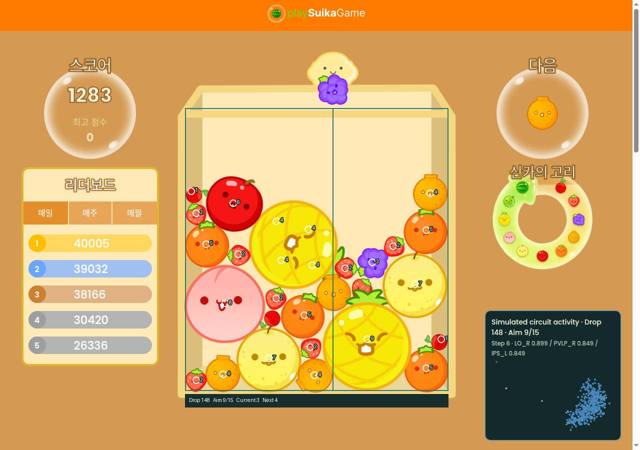 playSuikaGame
스코어
1283
최고 점수
0
다음
신카의 고리
리더보드
매일 매주 매월
1 40005
2 39032
3 38166
4 30420
5 26336
Simulated circuit activity · Drop
148 · Aim 9/15
Step 6 · LO_R 0.899 / PVLP_R 0.849 /
IPS_L 0.849
Drop 148 Aim 9/15 Current 3 Next 4